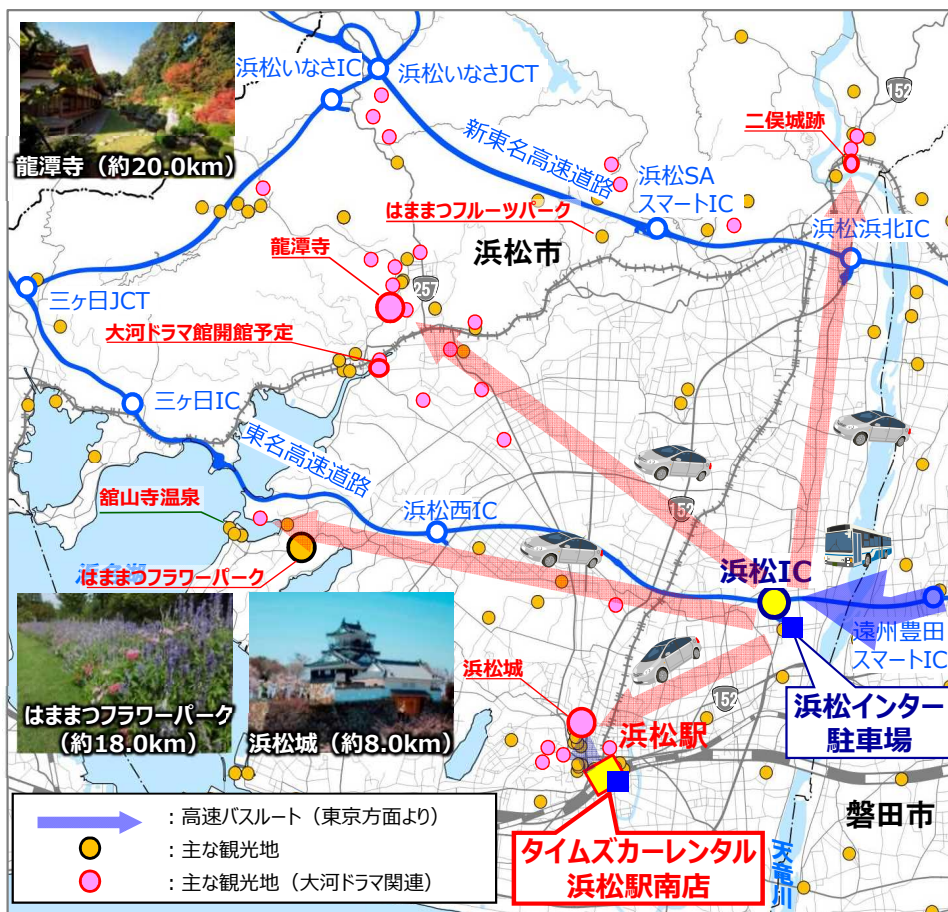 浜松いなさIC
浜松いなさJCT
152
龍潭寺（約20.0km）
新東名高速道路
二俣城跡
浜松SA
スマートIC
はままつフルーツパーク
浜松浜北IC
龍潭寺
浜松市
三ヶ日JCT
257
大河ドラマ館開館予定
三ヶ日IC
東名高速道路
152
舘山寺温泉
浜松西IC
はままつフラワーパーク
浜松IC
遠州豊田
スマートIC
はままつフラワーパーク
（約18.0km）
浜松城（約8.0km）
浜松城
152
浜松駅
浜松インター
駐車場
磐田市
天竜川
タイムズカーレンタル
浜松駅南店
：高速バスルート（東京方面より）
：主な観光地
：主な観光地（大河ドラマ関連）